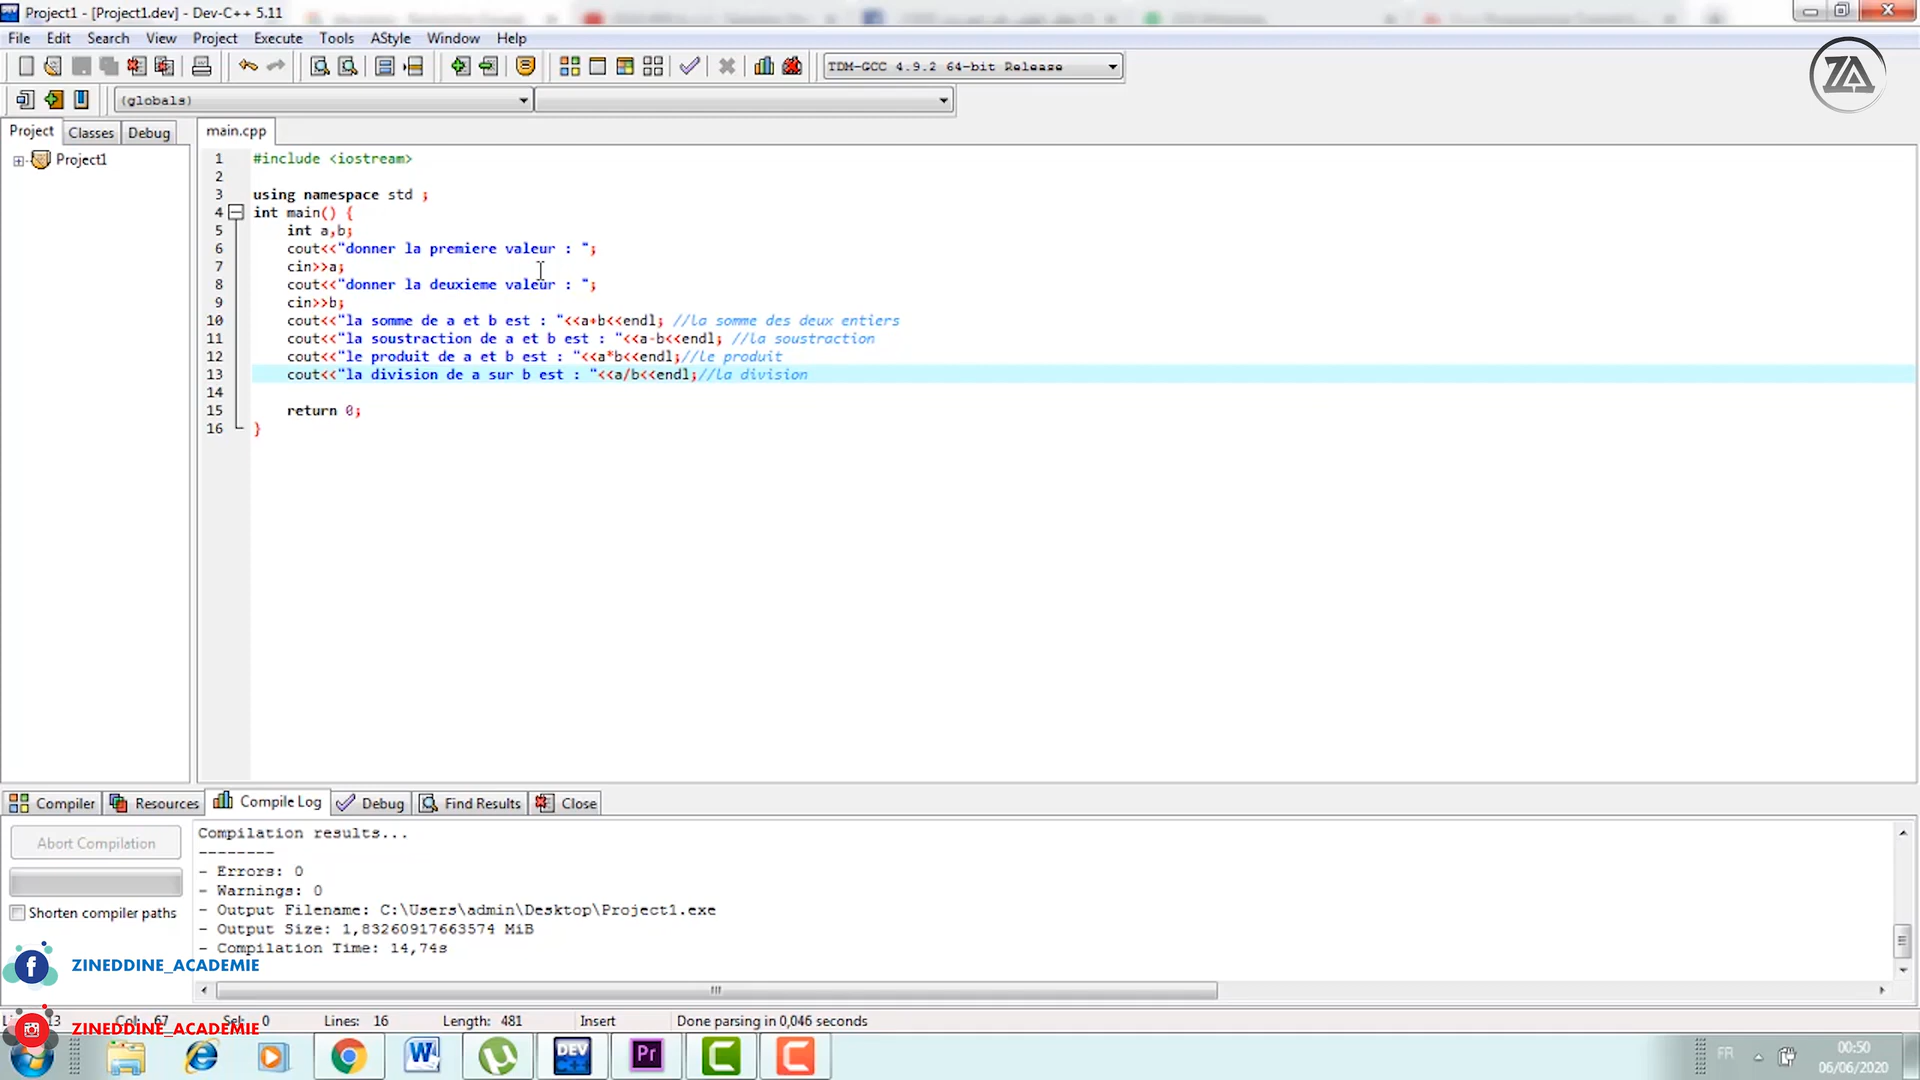 Project1 - [Project1.dev] - Dev-C++ 5.11
File Edit Search View Project Execute Tools AStyle Window Help
TDM-GCC 4.9.2 64-bit Release
(globals)
Project Classes Debug main.cpp
Project1
1 #include <iostream>
2
3 using namespace std ;
4 int main() {
5 int a,b;
6 cout<<"donner la premiere valeur : ";
7 cin>>a;
8 cout<<"donner la deuxieme valeur : ";
9 cin>>b;
10 cout<<"la somme de a et b est : "<<a+b<<endl; //la somme des deux entiers
11 cout<<"la soustraction de a et b est : "<<a-b<<endl; //la soustraction
12 cout<<"le produit de a et b est : "<<a*b<<endl;//le produit
13 cout<<"la division de a sur b est : "<<a/b<<endl;//la division
14
15 return 0;
16 }
Compiler Resources Compile Log Debug Find Results Close
Abort Compilation
Shorten compiler paths
Compilation results...
--------
- Errors: 0
- Warnings: 0
- Output Filename: C:\Users\admin\Desktop\Project1.exe
- Output Size: 1,83260917663574 MiB
- Compilation Time: 14,74s
ZINEDDINE_ACADEMIE
13 Col: 67 Sel: 0 Lines: 16 Length: 481 Insert Done parsing in 0,046 seconds
ZINEDDINE_ACADEMIE
DEV
Pr
FR
00:50
06/06/2020
ZA